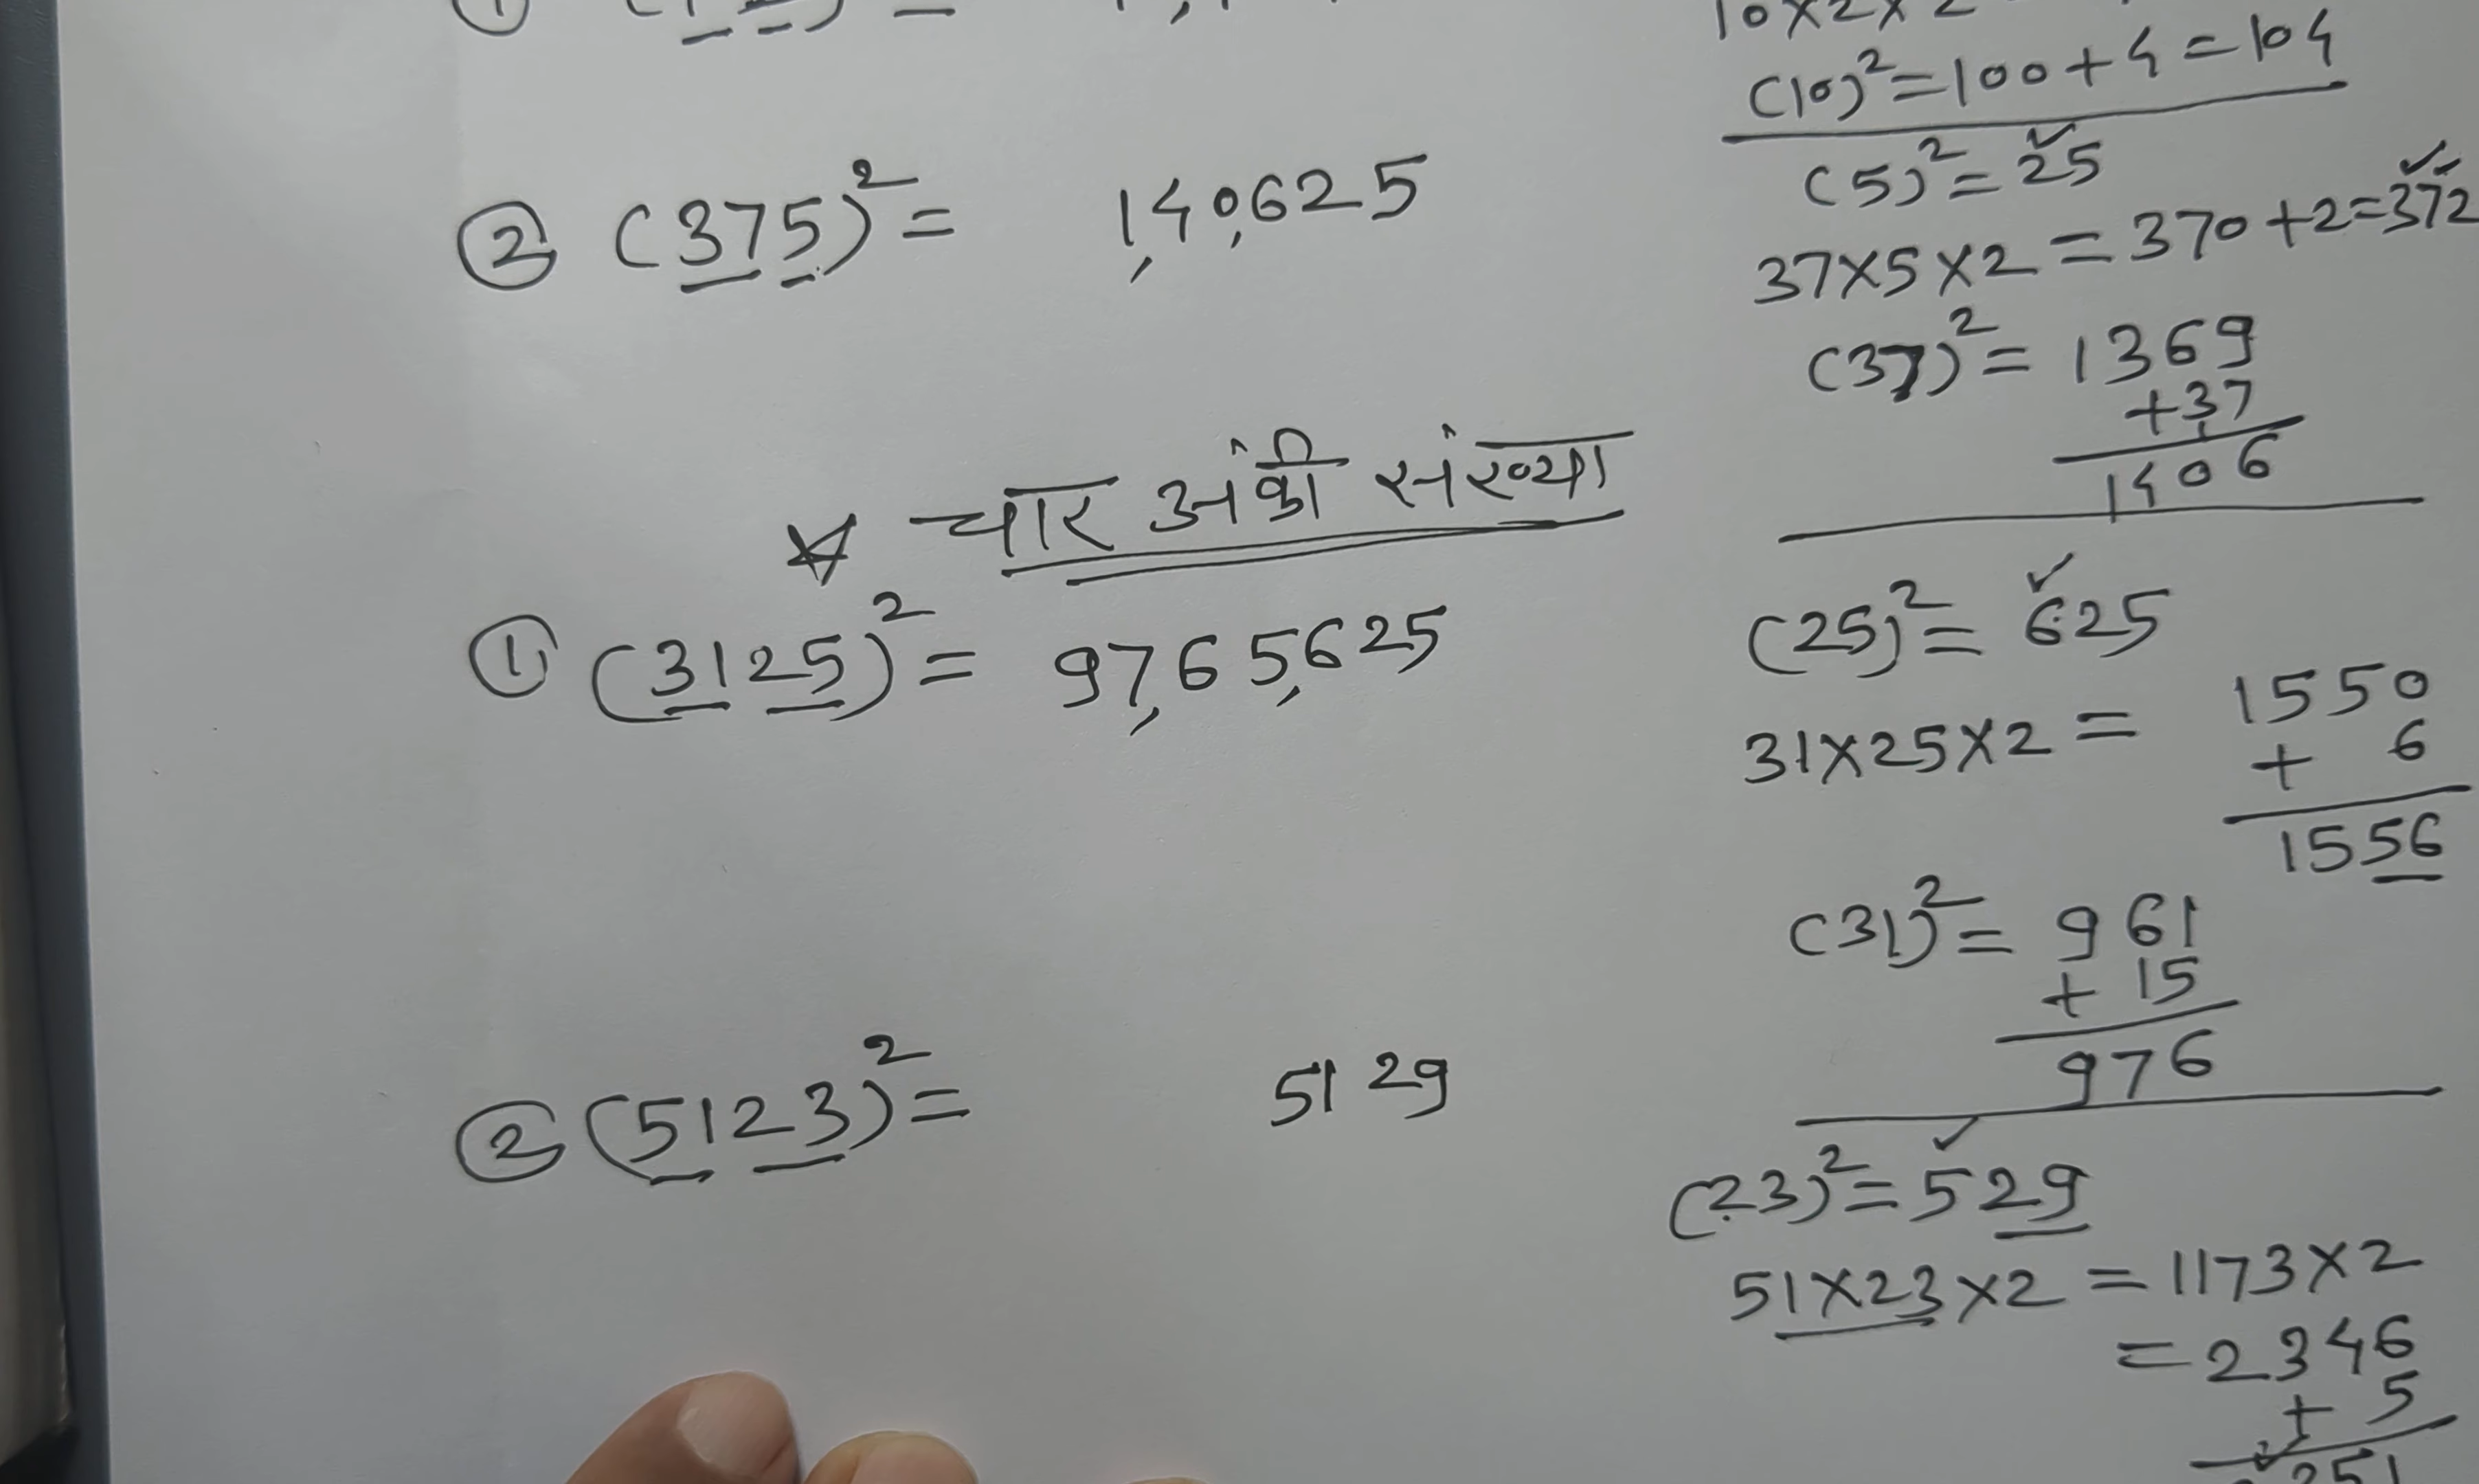 ② (375)² = 1,40,625
* चार अंकी संख्या
① (3125)² = 97,65,625
② (5123)² = 5129
10×2×2
(10)² = 100 + 4 = 104
(5)² = 25
37×5×2 = 370 + 2 = 372
(37)² = 1369
+37
1406
(25)² = 625
31×25×2 = 1550
+ 6
1556
(31)² = 961
+ 15
976
(23)² = 529
51×23×2 = 1173×2
= 2346
+ 5